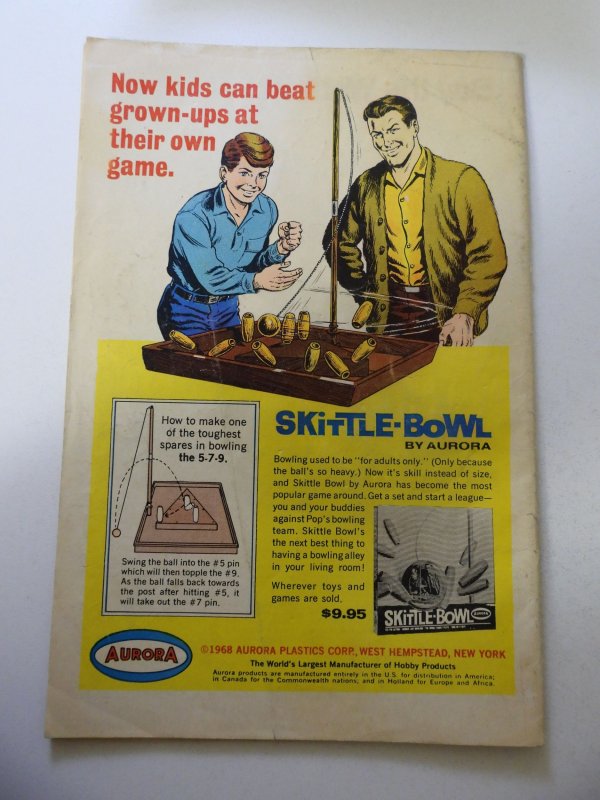 Now kids can beat
grown-ups at
their own
game.
How to make one
of the toughest
spares in bowling
the 5-7-9.
Swing the ball into the #5 pin
which will then topple the #9.
As the ball falls back towards
the post after hitting #5, it
will take out the #7 pin.
SKiTTLE-BoWL
BY AURORA
Bowling used to be "for adults only." (Only because
the ball's so heavy.) Now it's skill instead of size,
and Skittle Bowl by Aurora has become the most
popular game around. Get a set and start a league—
you and your buddies
against Pop's bowling
team. Skittle Bowl's
the next best thing to
having a bowling alley
in your living room!
Wherever toys and
games are sold.
$9.95
SKiTTLE-BoWL
AURORA
©1968 AURORA PLASTICS CORP., WEST HEMPSTEAD, NEW YORK
The World's Largest Manufacturer of Hobby Products
Aurora products are manufactured entirely in the U.S. for distribution in America;
in Canada for the Commonwealth nations; and in Holland for Europe and Africa.